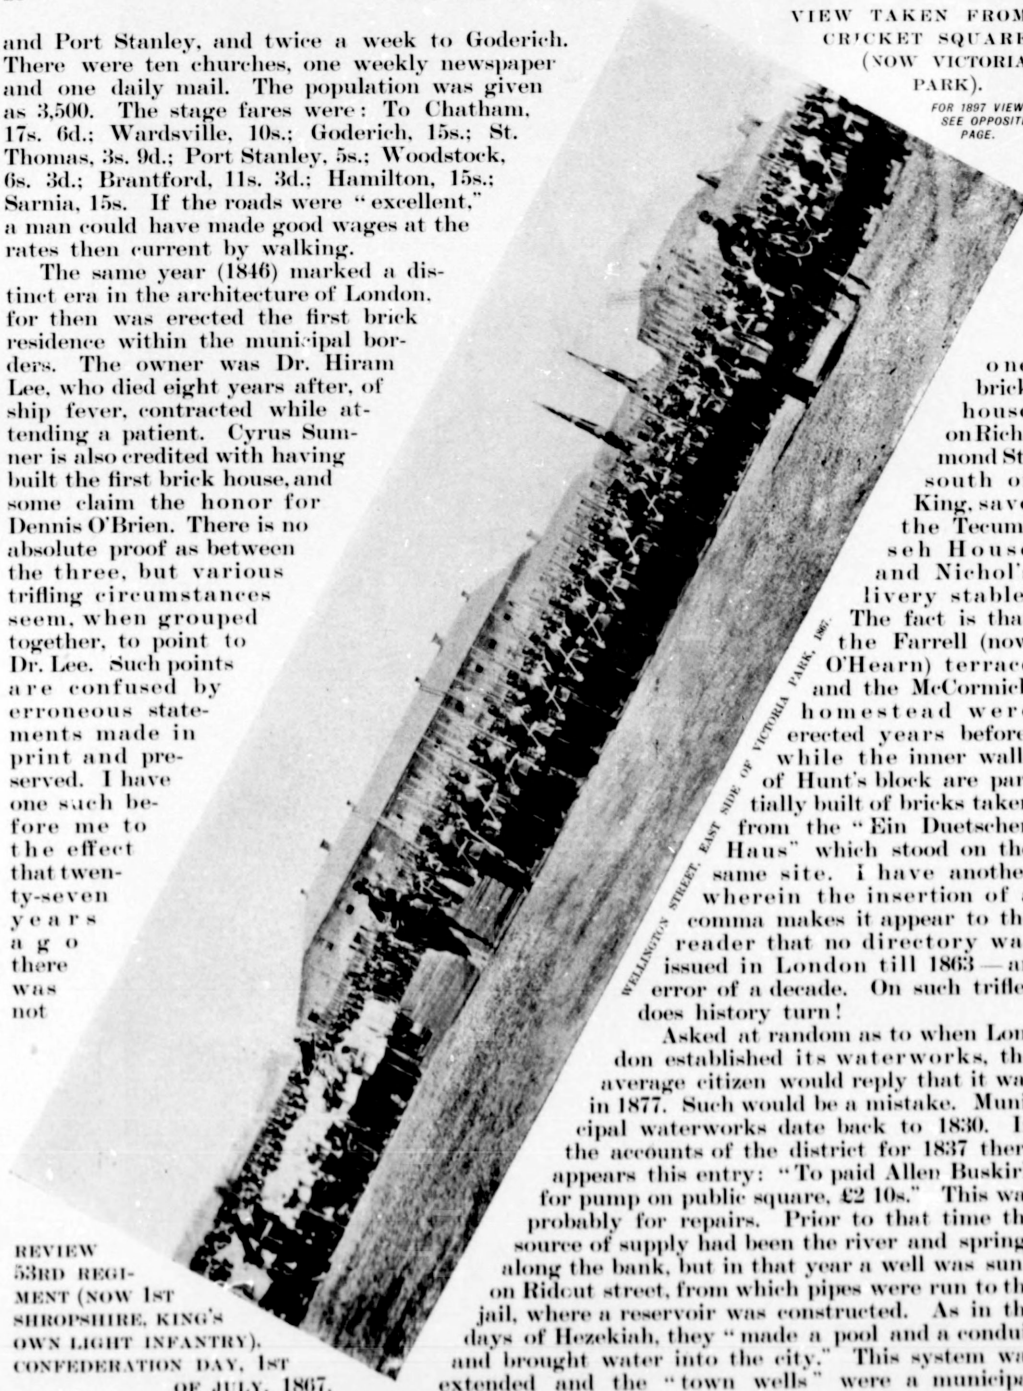 and Port Stanley, and twice a week to Goderich.
There were ten churches, one weekly newspaper
and one daily mail. The population was given
as 3,500. The stage fares were: To Chatham,
17s. 6d.; Wardsville, 10s.; Goderich, 15s.; St.
Thomas, 3s. 9d.; Port Stanley, 5s.; Woodstock,
6s. 3d.; Brantford, 11s. 3d.; Hamilton, 15s.;
Sarnia, 15s. If the roads were "excellent,"
a man could have made good wages at the
rates then current by walking.
The same year (1846) marked a dis-
tinct era in the architecture of London,
for then was erected the first brick
residence within the municipal bor-
ders. The owner was Dr. Hiram
Lee, who died eight years after, of
ship fever, contracted while at-
tending a patient. Cyrus Sum-
ner is also credited with having
built the first brick house, and
some claim the honor for
Dennis O'Brien. There is no
absolute proof as between
the three, but various
trifling circumstances
seem, when grouped
together, to point to
Dr. Lee. Such points
are confused by
erroneous state-
ments made in
print and pre-
served. I have
one such be-
fore me to
the effect
that twen-
ty-seven
years
ago
there
was
not
REVIEW
53RD REGI-
MENT (NOW 1ST
SHROPSHIRE, KING'S
OWN LIGHT INFANTRY),
CONFEDERATION DAY, 1ST
OF JULY, 1867.
VIEW TAKEN FROM
CRICKET SQUARE
(NOW VICTORIA
PARK).
FOR 1897 VIEW
SEE OPPOSITE
PAGE.
WELLINGTON STREET, EAST SIDE OF VICTORIA PARK, 1867.
one
brick
house
on Rich
mond St
south o
King, save
the Tecum
seh House
and Nichol's
livery stable
The fact is tha
the Farrell (now
O'Hearn) terrace
and the McCormick
homestead were
erected years before
while the inner wall
of Hunt's block are par
tially built of bricks taken
from the "Ein Duetscher
Haus" which stood on the
same site. I have another
wherein the insertion of a
comma makes it appear to th
reader that no directory wa
issued in London till 1863—an
error of a decade. On such trifle
does history turn!
Asked at random as to when Lon
don established its waterworks, th
average citizen would reply that it wa
in 1877. Such would be a mistake. Muni
cipal waterworks date back to 1830. I
the accounts of the district for 1837 ther
appears this entry: "To paid Allen Buskir
for pump on public square, £2 10s." This wa
probably for repairs. Prior to that time th
source of supply had been the river and spring
along the bank, but in that year a well was sun
on Ridout street, from which pipes were run to th
jail, where a reservoir was constructed. As in th
days of Hezekiah, they "made a pool and a condui
and brought water into the city." This system wa
extended and the "town wells" were a municipa